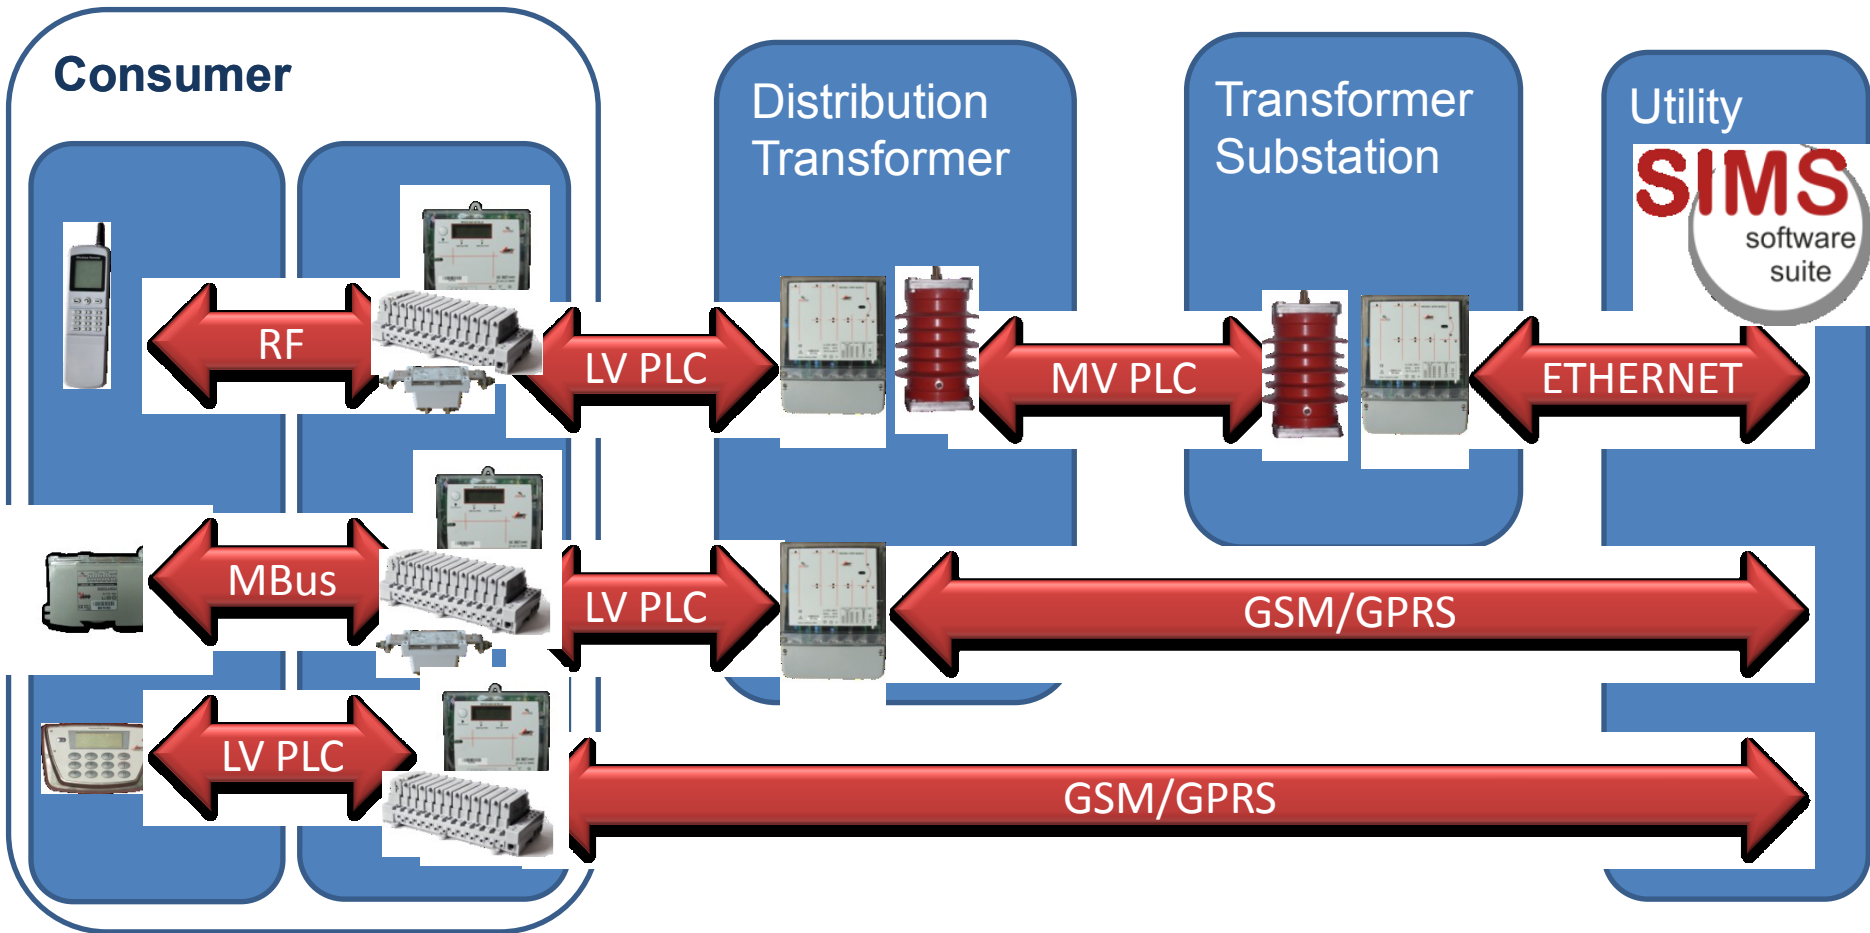 Consumer
Distribution
Transformer
Transformer
Substation
Utility
SIMS
software
suite
RF
LV PLC
MV PLC
ETHERNET
MBus
LV PLC
GSM/GPRS
LV PLC
GSM/GPRS